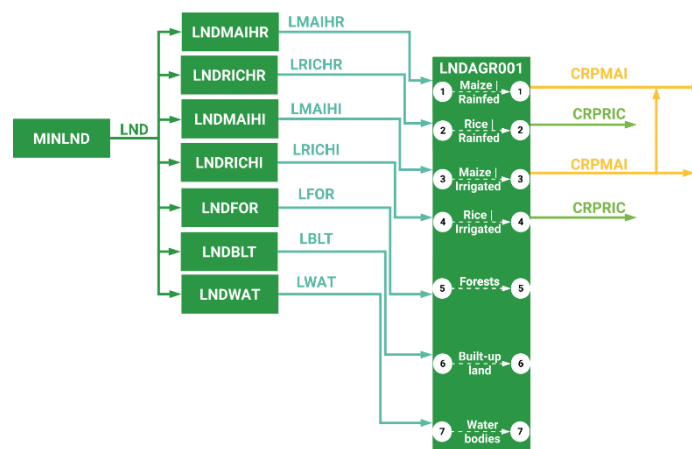 MINLND
LND
LNDMAIHR
LMAIHR
LNDRICHR
LRICHR
LNDMAIHI
LMAIHI
LNDRICHI
LRICHI
LNDFOR
LFOR
LNDBLT
LBLT
LNDWAT
LWAT
LNDAGR001
1 Maize | 1
Rainfed
2 Rice | 2
Rainfed
3 Maize | 3
Irrigated
4 Rice | 4
Irrigated
5 Forests 5
6 Built-up 6
land
7 Water 7
bodies
CRPMAI
CRPRIC
CRPMAI
CRPRIC